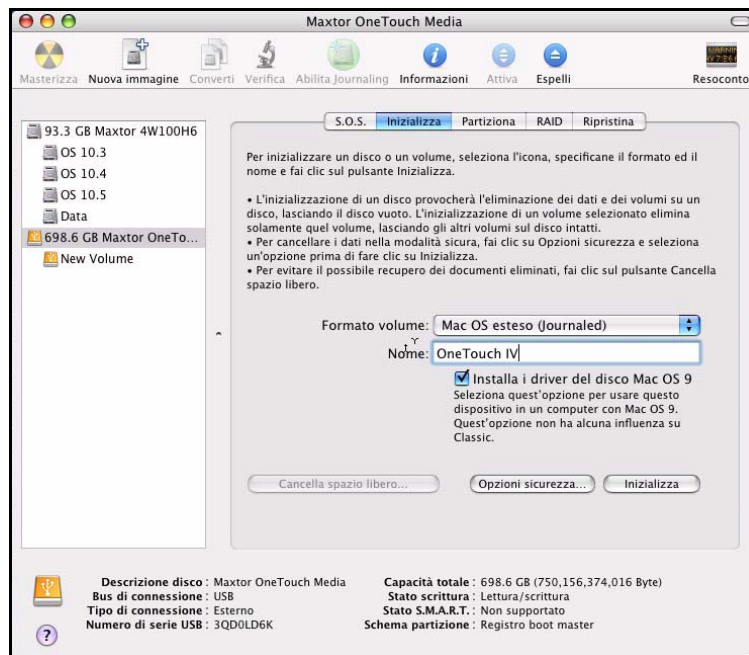 Maxtor OneTouch Media
Masterizza Nuova immagine Converti Verifica Abilita Journaling Informazioni Attiva Espelli Resoconto
93.3 GB Maxtor 4W100H6
OS 10.3
OS 10.4
OS 10.5
Data
698.6 GB Maxtor OneTo...
New Volume
S.O.S. Inizializza Partiziona RAID Ripristina
Per inizializzare un disco o un volume, seleziona l'icona, specificane il formato ed il
nome e fai clic sul pulsante Inizializza.
• L'inizializzazione di un disco provocherà l'eliminazione dei dati e dei volumi su un
disco, lasciando il disco vuoto. L'inizializzazione di un volume selezionato elimina
solamente quel volume, lasciando gli altri volumi sul disco intatti.
• Per cancellare i dati nella modalità sicura, fai clic su Opzioni sicurezza e seleziona
un'opzione prima di fare clic su Inizializza.
• Per evitare il possibile recupero dei documenti eliminati, fai clic sul pulsante Cancella
spazio libero.
Formato volume: Mac OS esteso (Journaled)
Nome: OneTouch IV
Installa i driver del disco Mac OS 9
Seleziona quest'opzione per usare questo
dispositivo in un computer con Mac OS 9.
Quest'opzione non ha alcuna influenza su
Classic.
Cancella spazio libero... Opzioni sicurezza... Inizializza
Descrizione disco : Maxtor OneTouch Media
Bus di connessione : USB
Tipo di connessione : Esterno
Numero di serie USB : 3QD0LD6K
Capacità totale : 698.6 GB (750,156,374,016 Byte)
Stato scrittura : Lettura/scrittura
Stato S.M.A.R.T. : Non supportato
Schema partizione : Registro boot master
?